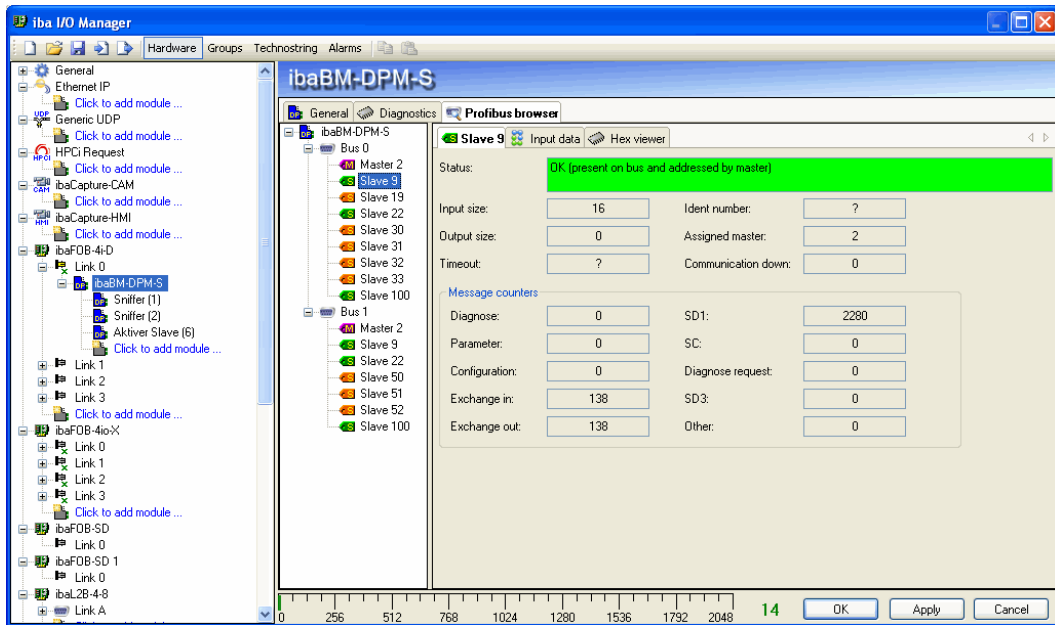 iba I/O Manager
Hardware Groups Technostring Alarms
General
Ethernet IP
Click to add module ...
Generic UDP
Click to add module ...
HPCi Request
Click to add module ...
ibaCapture-CAM
Click to add module ...
ibaCapture-HMI
Click to add module ...
ibaFOB-4i-D
Link 0
ibaBM-DPM-S
Sniffer (1)
Sniffer (2)
Aktiver Slave (6)
Click to add module ...
Link 1
Link 2
Link 3
Click to add module ...
ibaFOB-4io-X
Link 0
Link 1
Link 2
Link 3
Click to add module ...
ibaFOB-SD
Link 0
ibaFOB-SD 1
Link 0
ibaL2B-4-8
Link A
ibaBM-DPM-S
General Diagnostics Profibus browser
ibaBM-DPM-S
Bus 0
Master 2
Slave 9
Slave 19
Slave 22
Slave 30
Slave 31
Slave 32
Slave 33
Slave 100
Bus 1
Master 2
Slave 9
Slave 22
Slave 50
Slave 51
Slave 52
Slave 100
Slave 9 Input data Hex viewer
Status: OK (present on bus and addressed by master)
Input size: 16 Ident number: ?
Output size: 0 Assigned master: 2
Timeout: ? Communication down: 0
Message counters
Diagnose: 0 SD1: 2280
Parameter: 0 SC: 0
Configuration: 0 Diagnose request: 0
Exchange in: 138 SD3: 0
Exchange out: 138 Other: 0
0 256 512 768 1024 1280 1536 1792 2048 14 OK Apply Cancel